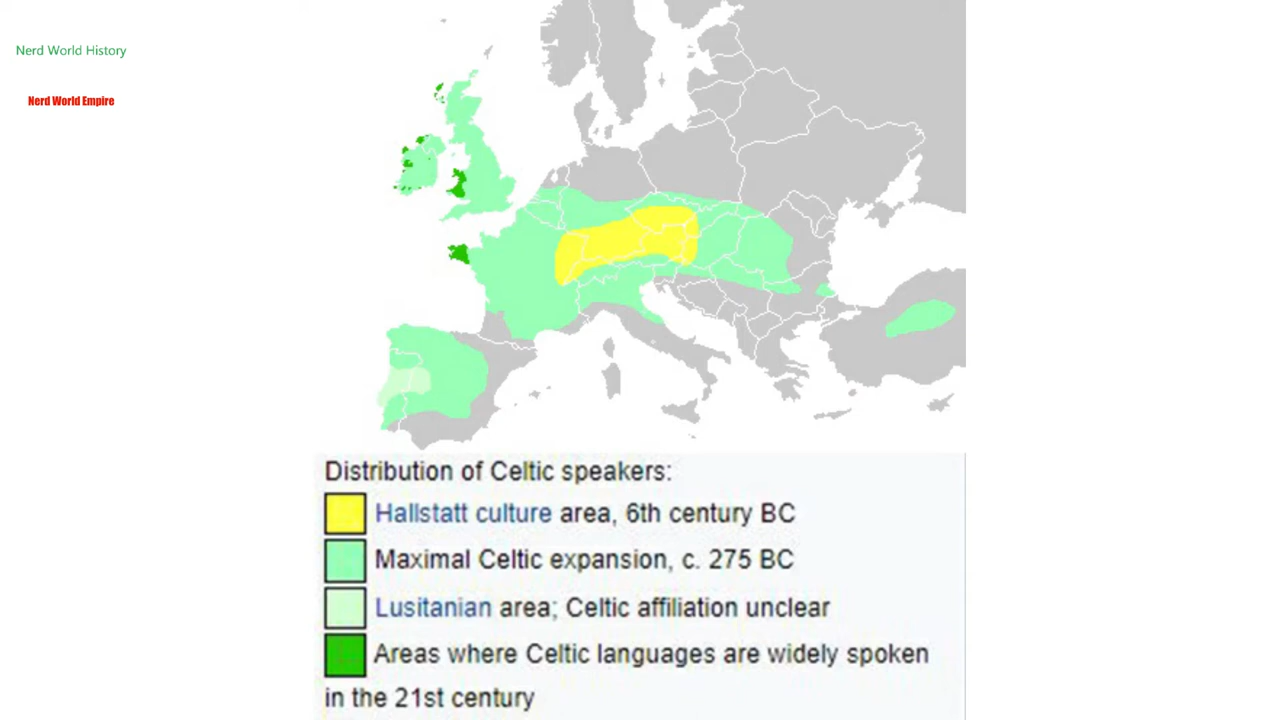 Nerd World History
Nerd World Empire
Distribution of Celtic speakers:
Hallstatt culture area, 6th century BC
Maximal Celtic expansion, c. 275 BC
Lusitanian area; Celtic affiliation unclear
Areas where Celtic languages are widely spoken
in the 21st century